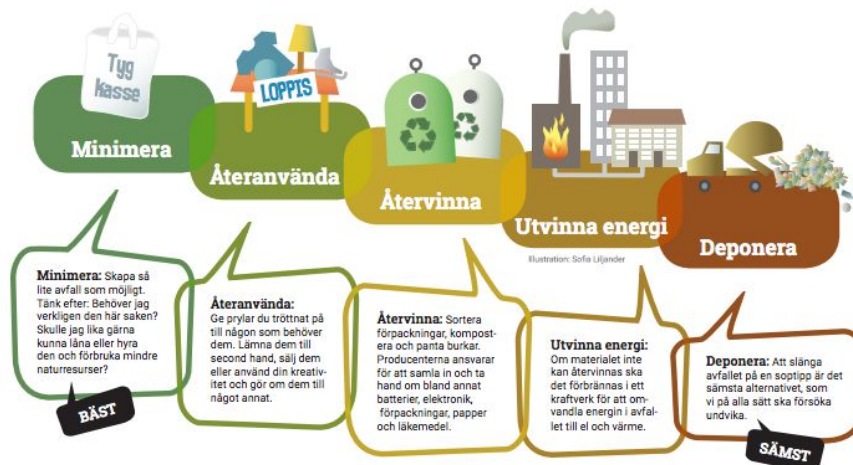 Tyg
kasse
LOPPIS
Minimera
Återanvända
Återvinna
Utvinna energi
Deponera
Illustration: Sofia Liljander
Minimera: Skapa så
lite avfall som möjligt.
Tänk efter: Behöver jag
verkligen den här saken?
Skulle jag lika gärna
kunna låna eller hyra
den och förbruka mindre
naturresurser?
BÄST
Återanvända:
Ge prylar du tröttnat på
till någon som behöver
dem. Lämna dem till
second hand, sälj dem
eller använd din kreativ-
itet och gör om dem till
något annat.
Återvinna: Sortera
förpackningar, kompost-
era och panta burkar.
Producenterna ansvarar
för att samla in och ta
hand om bland annat
batterier, elektronik,
förpackningar, papper
och läkemedel.
Utvinna energi:
Om materialet inte
kan återvinnas ska
det förbrännas i ett
kraftverk för att om-
vandla energin i avfal-
let till el och värme.
Deponera: Att slänga
avfallet på en soptipp är det
sämsta alternativet, som
vi på alla sätt ska försöka
undvika.
SÄMST